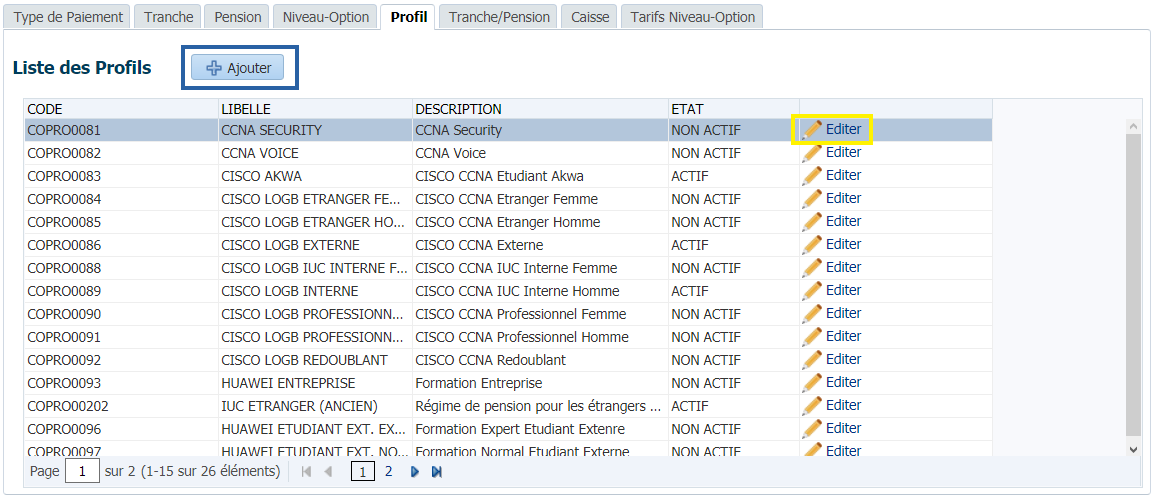 Type de Paiement Tranche Pension Niveau-Option Profil Tranche/Pension Caisse Tarifs Niveau-Option
Liste des Profils Ajouter
CODE LIBELLE DESCRIPTION ETAT
COPRO0081 CCNA SECURITY CCNA Security NON ACTIF Editer
COPRO0082 CCNA VOICE CCNA Voice NON ACTIF Editer
COPRO0083 CISCO AKWA CISCO CCNA Etudiant Akwa ACTIF Editer
COPRO0084 CISCO LOGB ETRANGER FE... CISCO CCNA Etranger Femme NON ACTIF Editer
COPRO0085 CISCO LOGB ETRANGER HO... CISCO CCNA Etranger Homme NON ACTIF Editer
COPRO0086 CISCO LOGB EXTERNE CISCO CCNA Externe ACTIF Editer
COPRO0088 CISCO LOGB IUC INTERNE F... CISCO CCNA IUC Interne Femme NON ACTIF Editer
COPRO0089 CISCO LOGB INTERNE CISCO CCNA IUC Interne Homme ACTIF Editer
COPRO0090 CISCO LOGB PROFESSIONN... CISCO CCNA Professionnel Femme NON ACTIF Editer
COPRO0091 CISCO LOGB PROFESSIONN... CISCO CCNA Professionnel Homme NON ACTIF Editer
COPRO0092 CISCO LOGB REDOUBLANT CISCO CCNA Redoublant NON ACTIF Editer
COPRO0093 HUAWEI ENTREPRISE Formation Entreprise NON ACTIF Editer
COPRO00202 IUC ETRANGER (ANCIEN) Régime de pension pour les étrangers ... ACTIF Editer
COPRO0096 HUAWEI ETUDIANT EXT. EX... Formation Expert Etudiant Extenre NON ACTIF Editer
COPRO0097 HUAWEI ETUDIANT EXT. NO... Formation Normal Etudiant Externe NON ACTIF Editer
Page 1 sur 2 (1-15 sur 26 éléments) 1 2